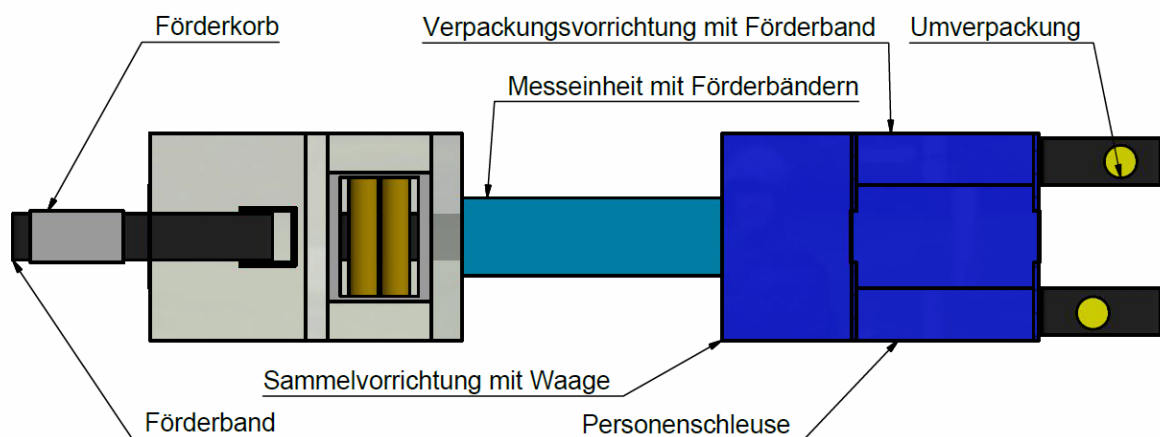 Förderkorb
Verpackungsvorrichtung mit Förderband
Umverpackung
Messeinheit mit Förderbändern
Sammelvorrichtung mit Waage
Förderband
Personenschleuse